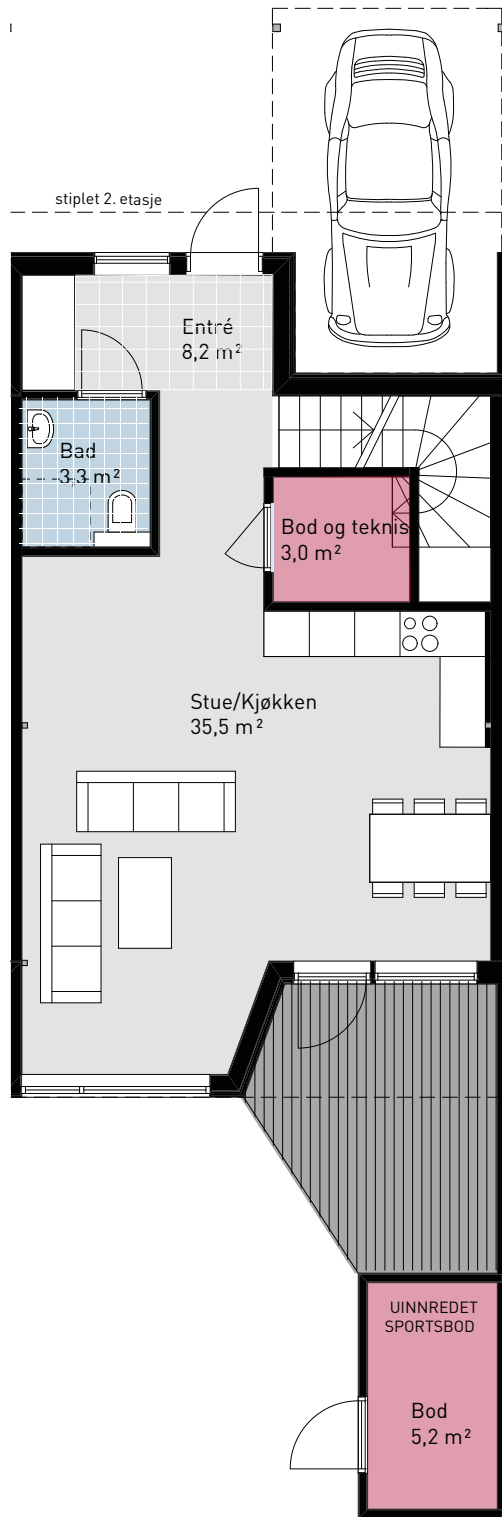 stiplet 2. etasje
Entré
8,2 m²
Bad
3,3 m²
Bod og teknis
3,0 m²
Stue/Kjøkken
35,5 m²
UINNREDET
SPORTSBOD
Bod
5,2 m²